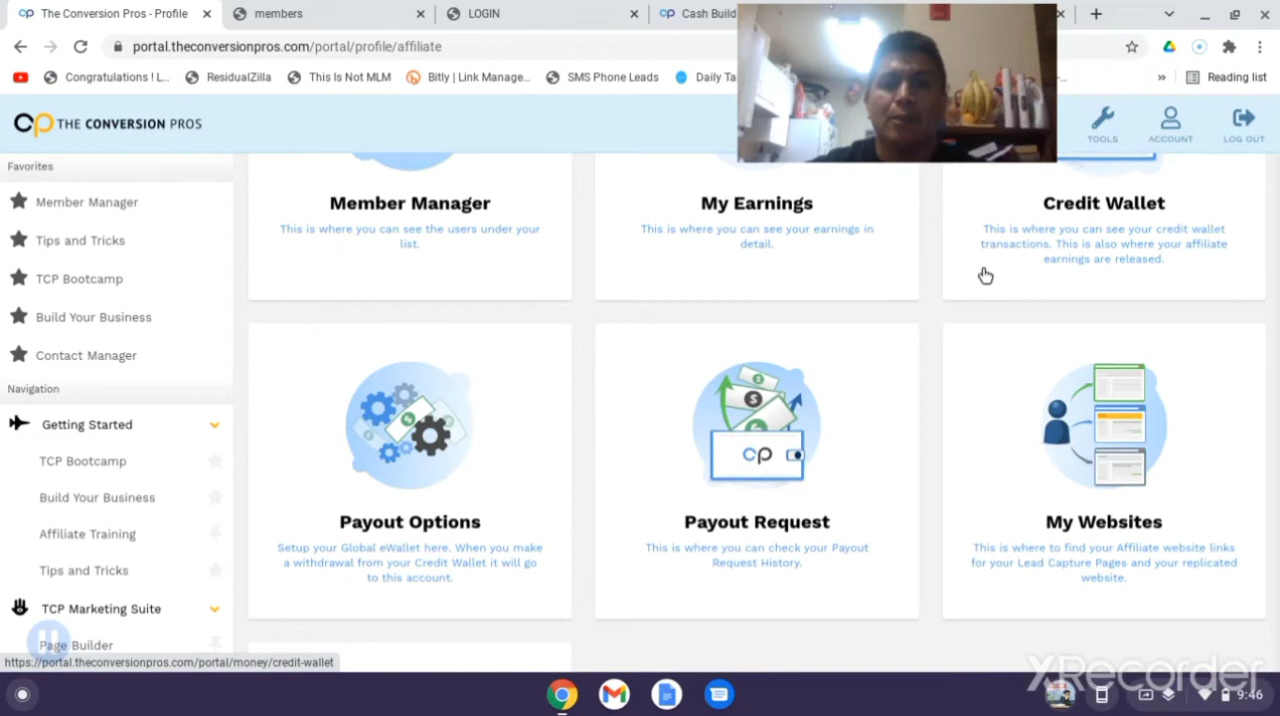 The Conversion Pros - Profile
members
LOGIN
Cash Build
portal.theconversionpros.com/portal/profile/affiliate
Congratulations ! L...
ResidualZilla
This Is Not MLM
Bitly | Link Manage...
SMS Phone Leads
Daily Ta
»
Reading list
cp THE CONVERSION PROS
TOOLS
ACCOUNT
LOG OUT
Favorites
Member Manager
Tips and Tricks
TCP Bootcamp
Build Your Business
Contact Manager
Navigation
Getting Started
TCP Bootcamp
Build Your Business
Affiliate Training
Tips and Tricks
TCP Marketing Suite
Page Builder
Member Manager
This is where you can see the users under your
list.
My Earnings
This is where you can see your earnings in
detail.
Credit Wallet
This is where you can see your credit wallet
transactions. This is also where your affiliate
earnings are released.
Payout Options
Setup your Global eWallet here. When you make
a withdrawal from your Credit Wallet it will go
to this account.
cp
Payout Request
This is where you can check your Payout
Request History.
My Websites
This is where to find your Affiliate website links
for your Lead Capture Pages and your replicated
website.
https://portal.theconversionpros.com/portal/money/credit-wallet
XRecorder
9:46